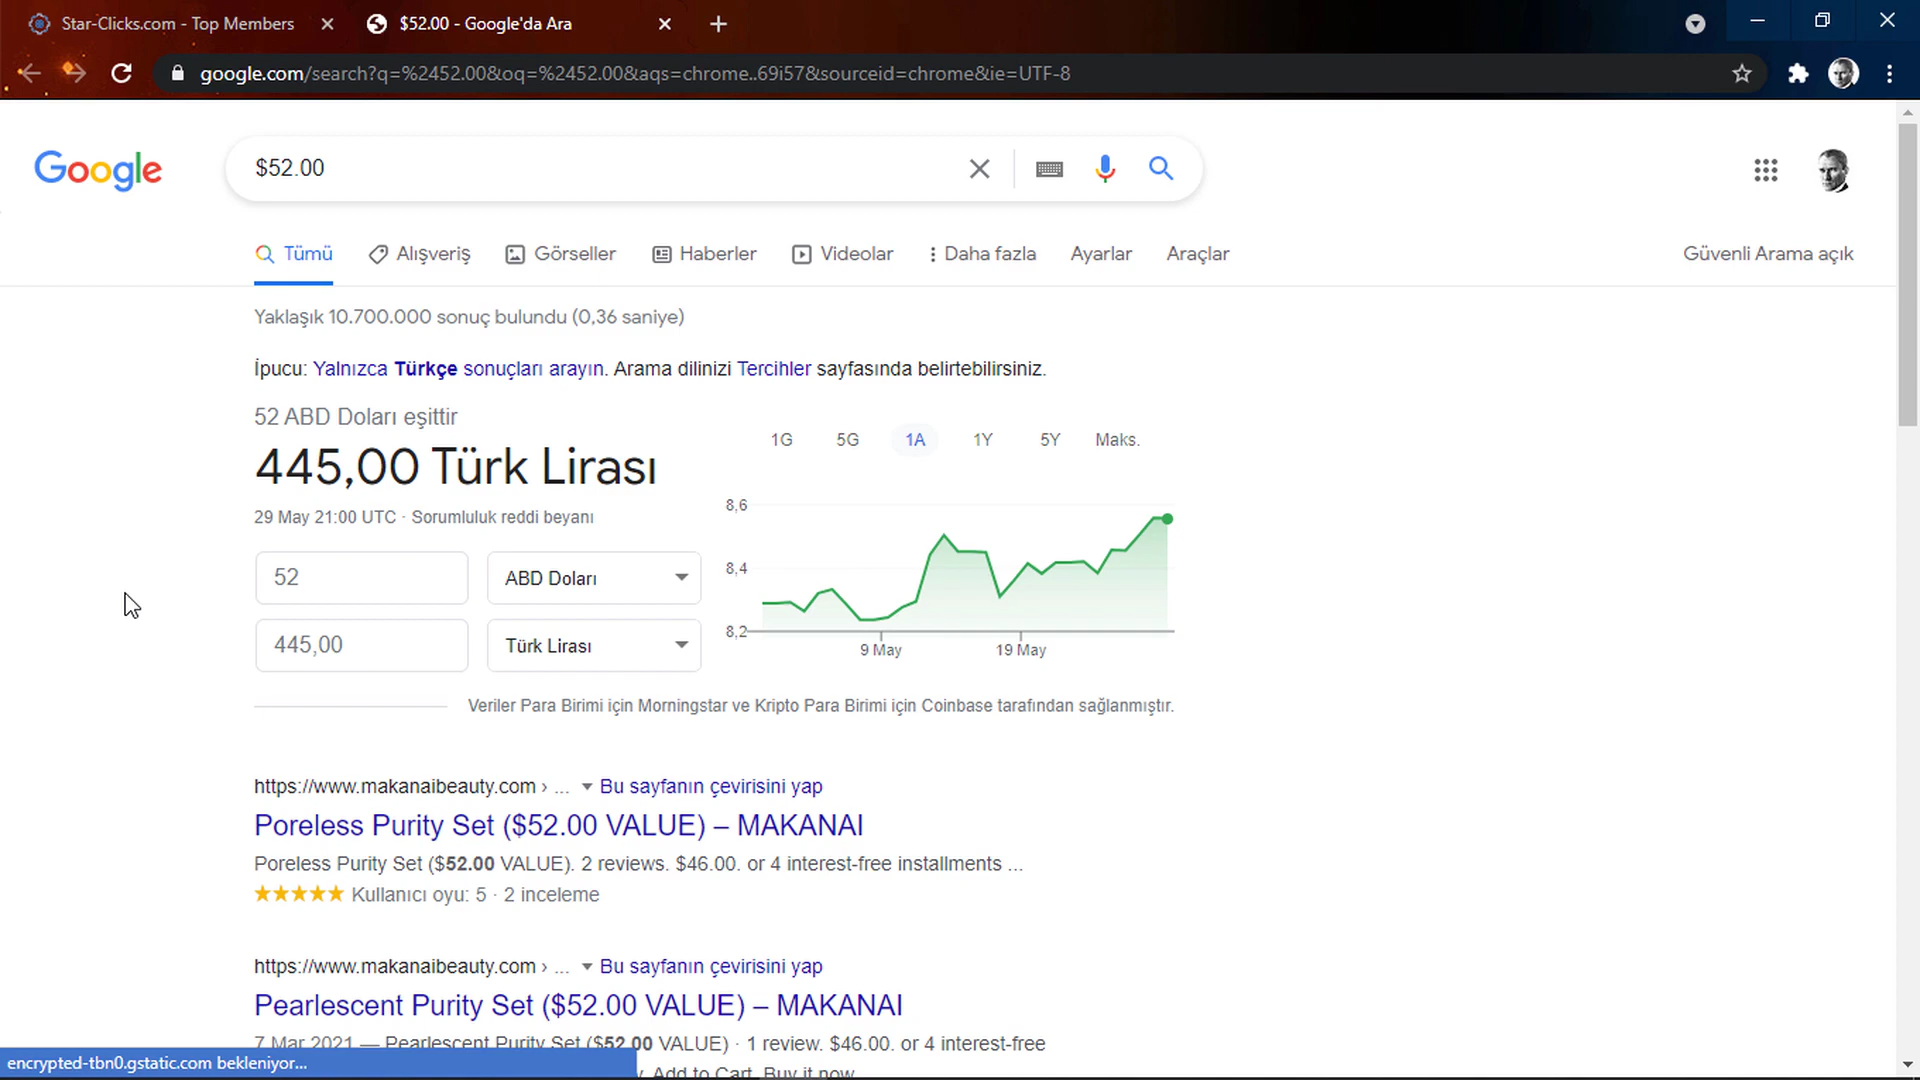 Star-Clicks.com - Top Members
$52.00 - Google'da Ara
google.com/search?q=%2452.00&oq=%2452.00&aqs=chrome..69i57&sourceid=chrome&ie=UTF-8
Google
$52.00
Tümü
Alışveriş
Görseller
Haberler
Videolar
Daha fazla
Ayarlar
Araçlar
Güvenli Arama açık
Yaklaşık 10.700.000 sonuç bulundu (0,36 saniye)
İpucu: Yalnızca Türkçe sonuçları arayın. Arama dilinizi Tercihler sayfasında belirtebilirsiniz.
52 ABD Doları eşittir
445,00 Türk Lirası
29 May 21:00 UTC · Sorumluluk reddi beyanı
52
ABD Doları
445,00
Türk Lirası
1G 5G 1A 1Y 5Y Maks.
8,6
8,4
8,2
9 May
19 May
Veriler Para Birimi için Morningstar ve Kripto Para Birimi için Coinbase tarafından sağlanmıştır.
https://www.makanaibeauty.com › ... Bu sayfanın çevirisini yap
Poreless Purity Set ($52.00 VALUE) – MAKANAI
Poreless Purity Set ($52.00 VALUE). 2 reviews. $46.00. or 4 interest-free installments ...
★★★★★ Kullanıcı oyu: 5 · 2 inceleme
https://www.makanaibeauty.com › ... Bu sayfanın çevirisini yap
Pearlescent Purity Set ($52.00 VALUE) – MAKANAI
7 Mar 2021 — Pearlescent Purity Set ($52.00 VALUE) · 1 review. $46.00. or 4 interest-free
Add to Cart. Buy it now
encrypted-tbn0.gstatic.com bekleniyor...